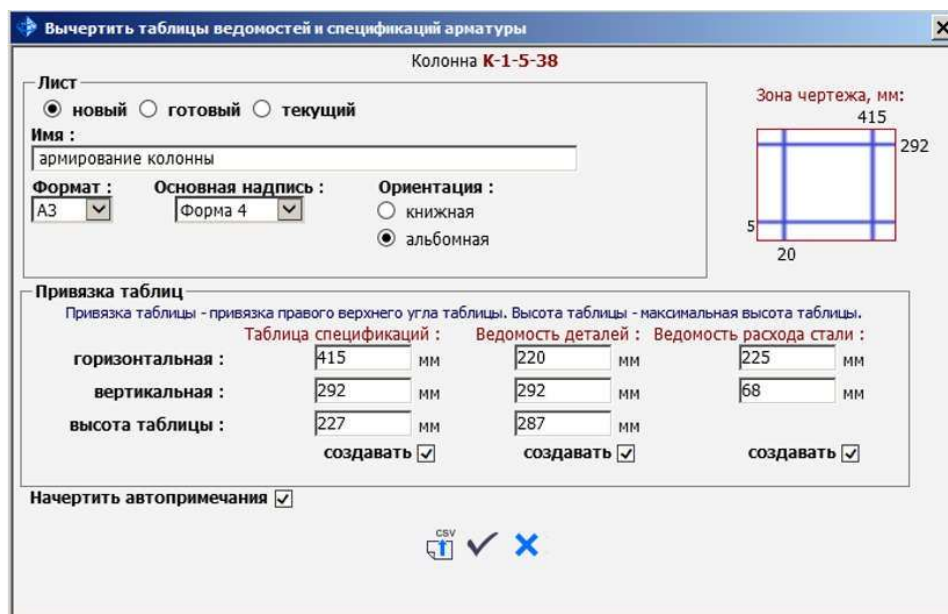 Вычертить таблицы ведомостей и спецификаций арматуры
Колонна К-1-5-38
Лист
новый готовый текущий
Имя :
армирование колонны
Формат : Основная надпись : Ориентация :
А3 Форма 4 книжная
альбомная
Зона чертежа, мм:
415
292
5
20
Привязка таблиц
Привязка таблицы - привязка правого верхнего угла таблицы. Высота таблицы - максимальная высота таблицы.
Таблица спецификаций : Ведомость деталей : Ведомость расхода стали :
горизонтальная : 415 мм 220 мм 225 мм
вертикальная : 292 мм 292 мм 68 мм
высота таблицы : 227 мм 287 мм
создавать создавать создавать
Начертить автопримечания
CSV